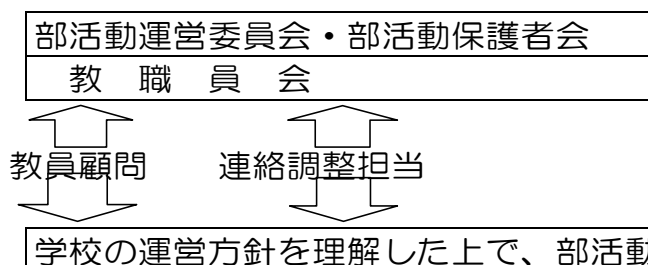 部活動運営委員会・部活動保護者会
教　職　員　会
教員顧問　連絡調整担当
学校の運営方針を理解した上で、部活動